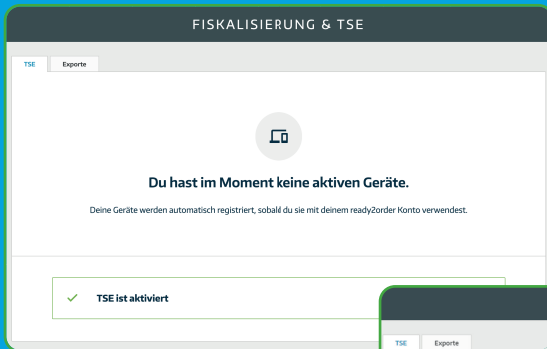 FISKALISIERUNG & TSE
TSE Exporte
Du hast im Moment keine aktiven Geräte.
Deine Geräte werden automatisch registriert, sobald du sie mit deinem ready2order Konto verwendest.
TSE ist aktiviert
TSE Exporte